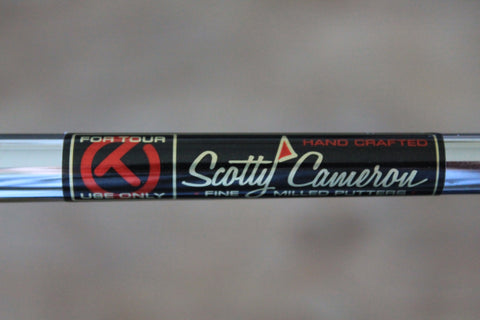 FOR TOUR
T
USE ONLY
HAND CRAFTED
Scotty Cameron
FINE MILLED PUTTERS